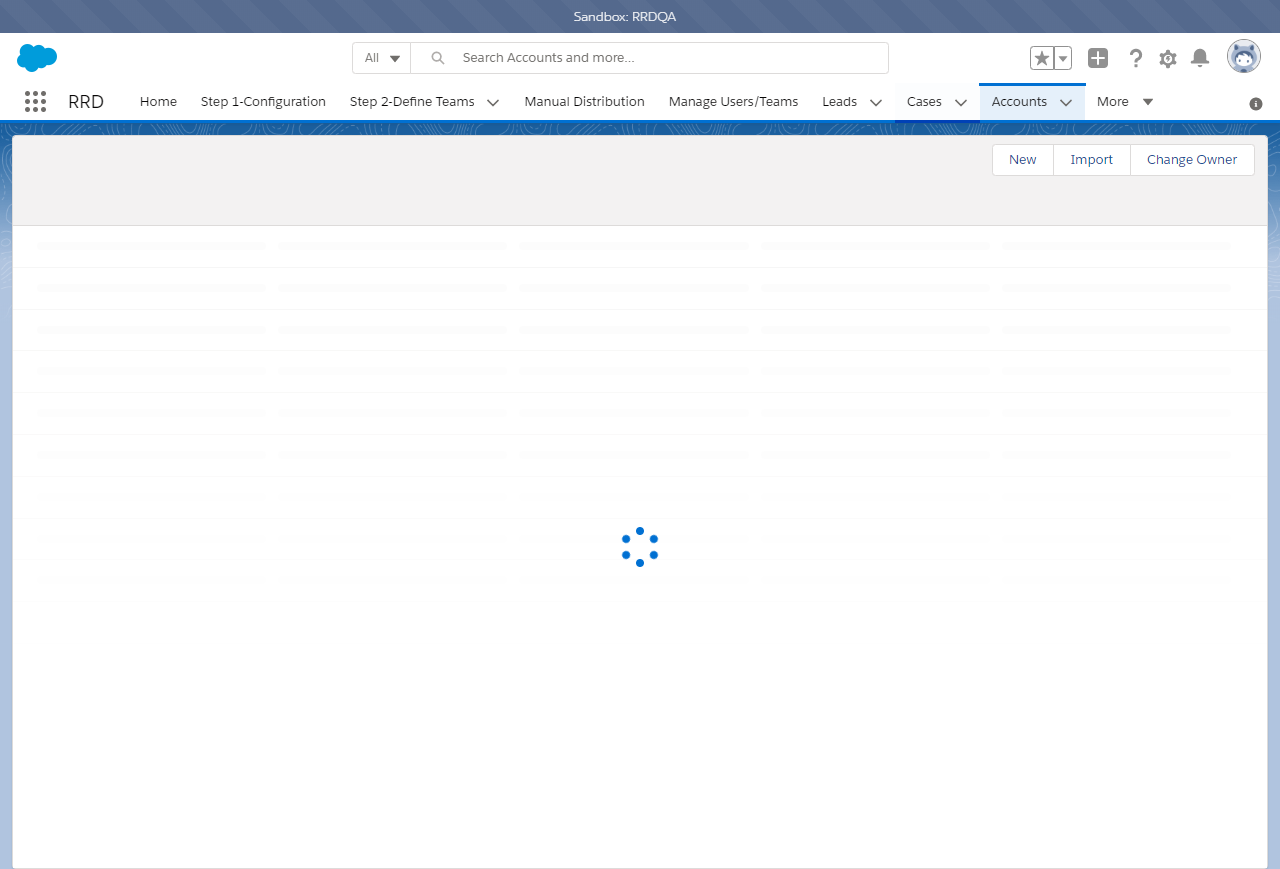 Sandbox: RRDQA
All
Search Accounts and more...
RRD
Home
Step 1-Configuration
Step 2-Define Teams
Manual Distribution
Manage Users/Teams
Leads
Cases
Accounts
More
New
Import
Change Owner